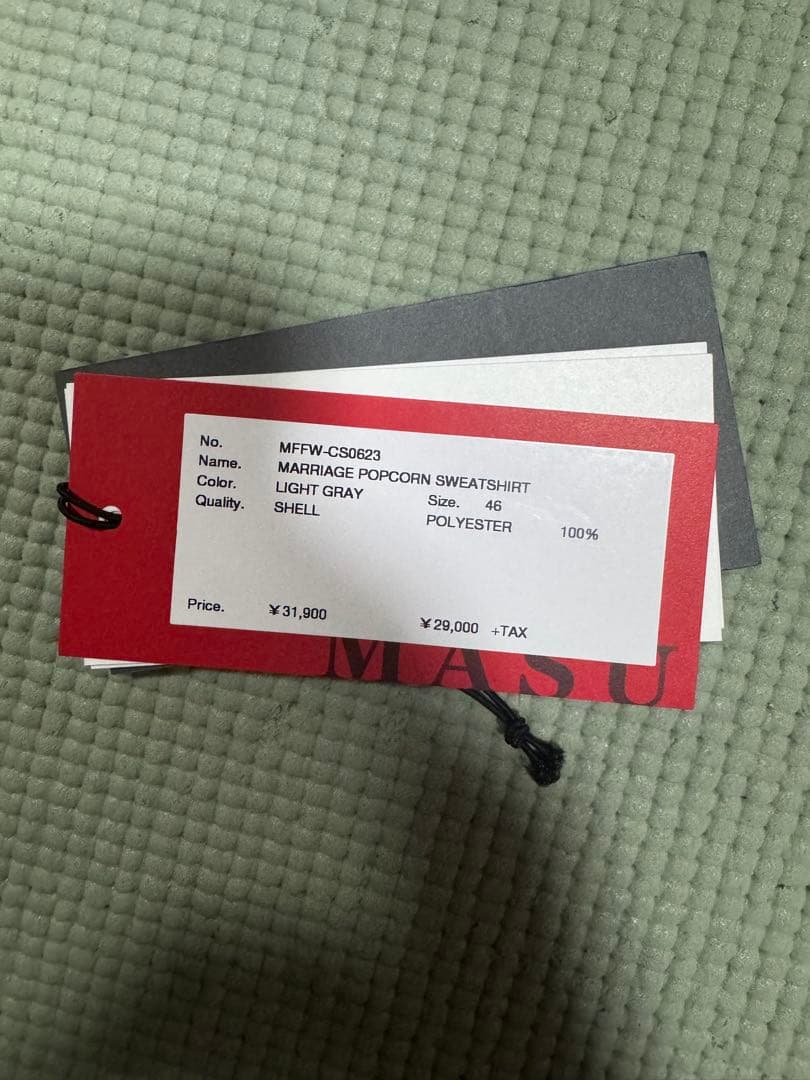 No. MFFW-CS0623
Name. MARRIAGE POPCORN SWEATSHIRT
Color. LIGHT GRAY Size. 46
Quality. SHELL POLYESTER 100%
Price. ¥31,900 ¥29,000 +TAX
MASU